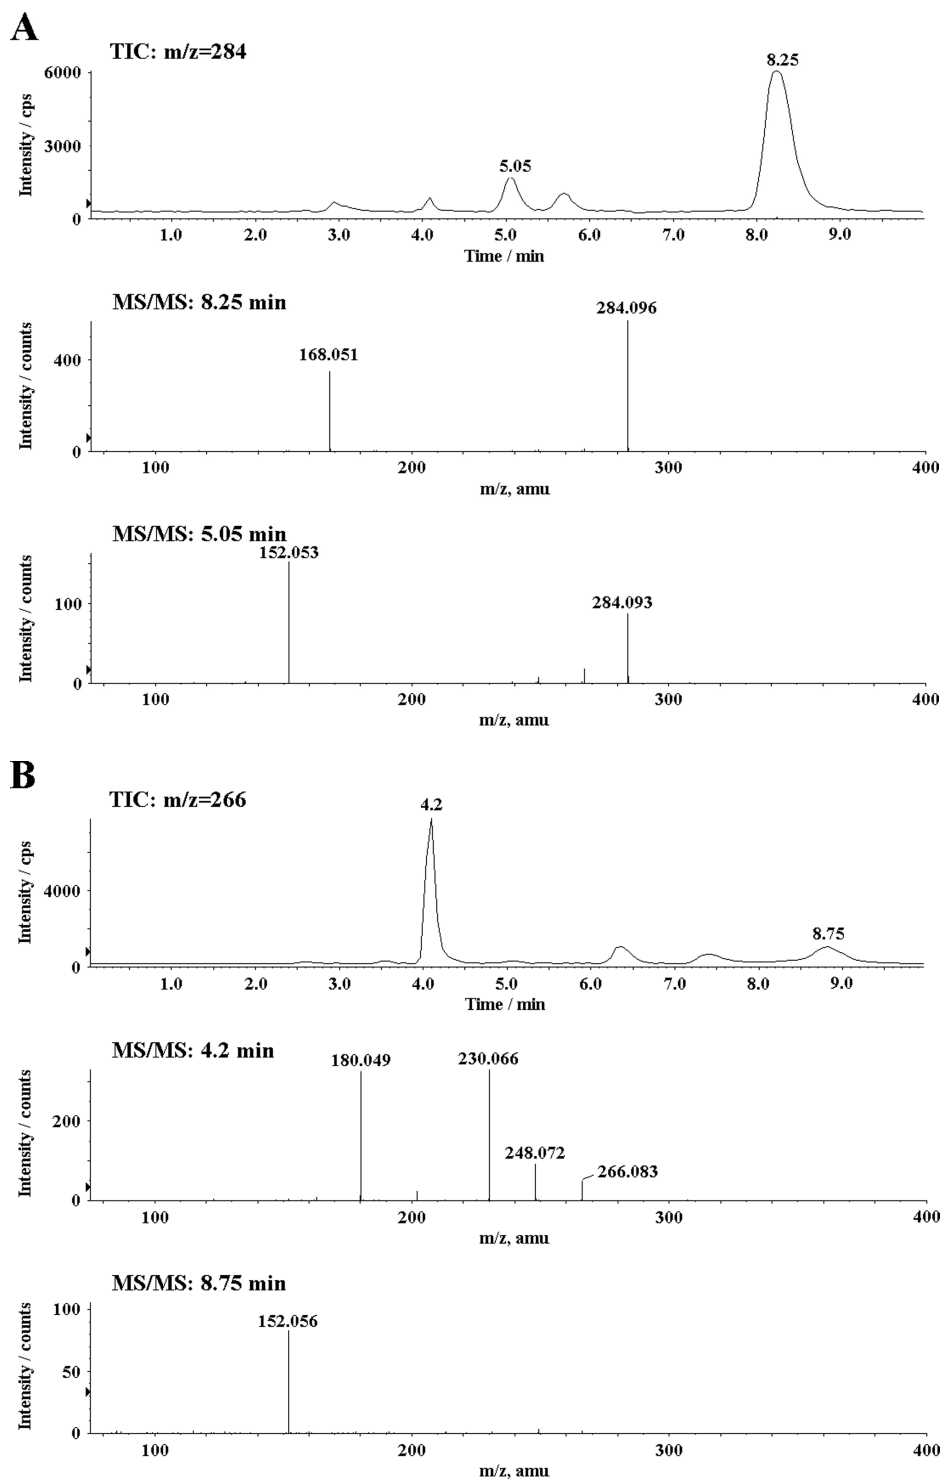 A
TIC: m/z=284
8.25
5.05
Intensity / cps
6000
3000
0
1.0 2.0 3.0 4.0 5.0 6.0 7.0 8.0 9.0
Time / min
MS/MS: 8.25 min
284.096
168.051
Intensity / counts
400
0
100 200 300 400
m/z, amu
MS/MS: 5.05 min
152.053
284.093
Intensity / counts
100
0
100 200 300 400
m/z, amu
B
TIC: m/z=266
4.2
8.75
Intensity / cps
4000
0
1.0 2.0 3.0 4.0 5.0 6.0 7.0 8.0 9.0
Time / min
MS/MS: 4.2 min
180.049
230.066
248.072
266.083
Intensity / counts
200
0
100 200 300 400
m/z, amu
MS/MS: 8.75 min
152.056
Intensity / counts
100
50
0
100 200 300 400
m/z, amu